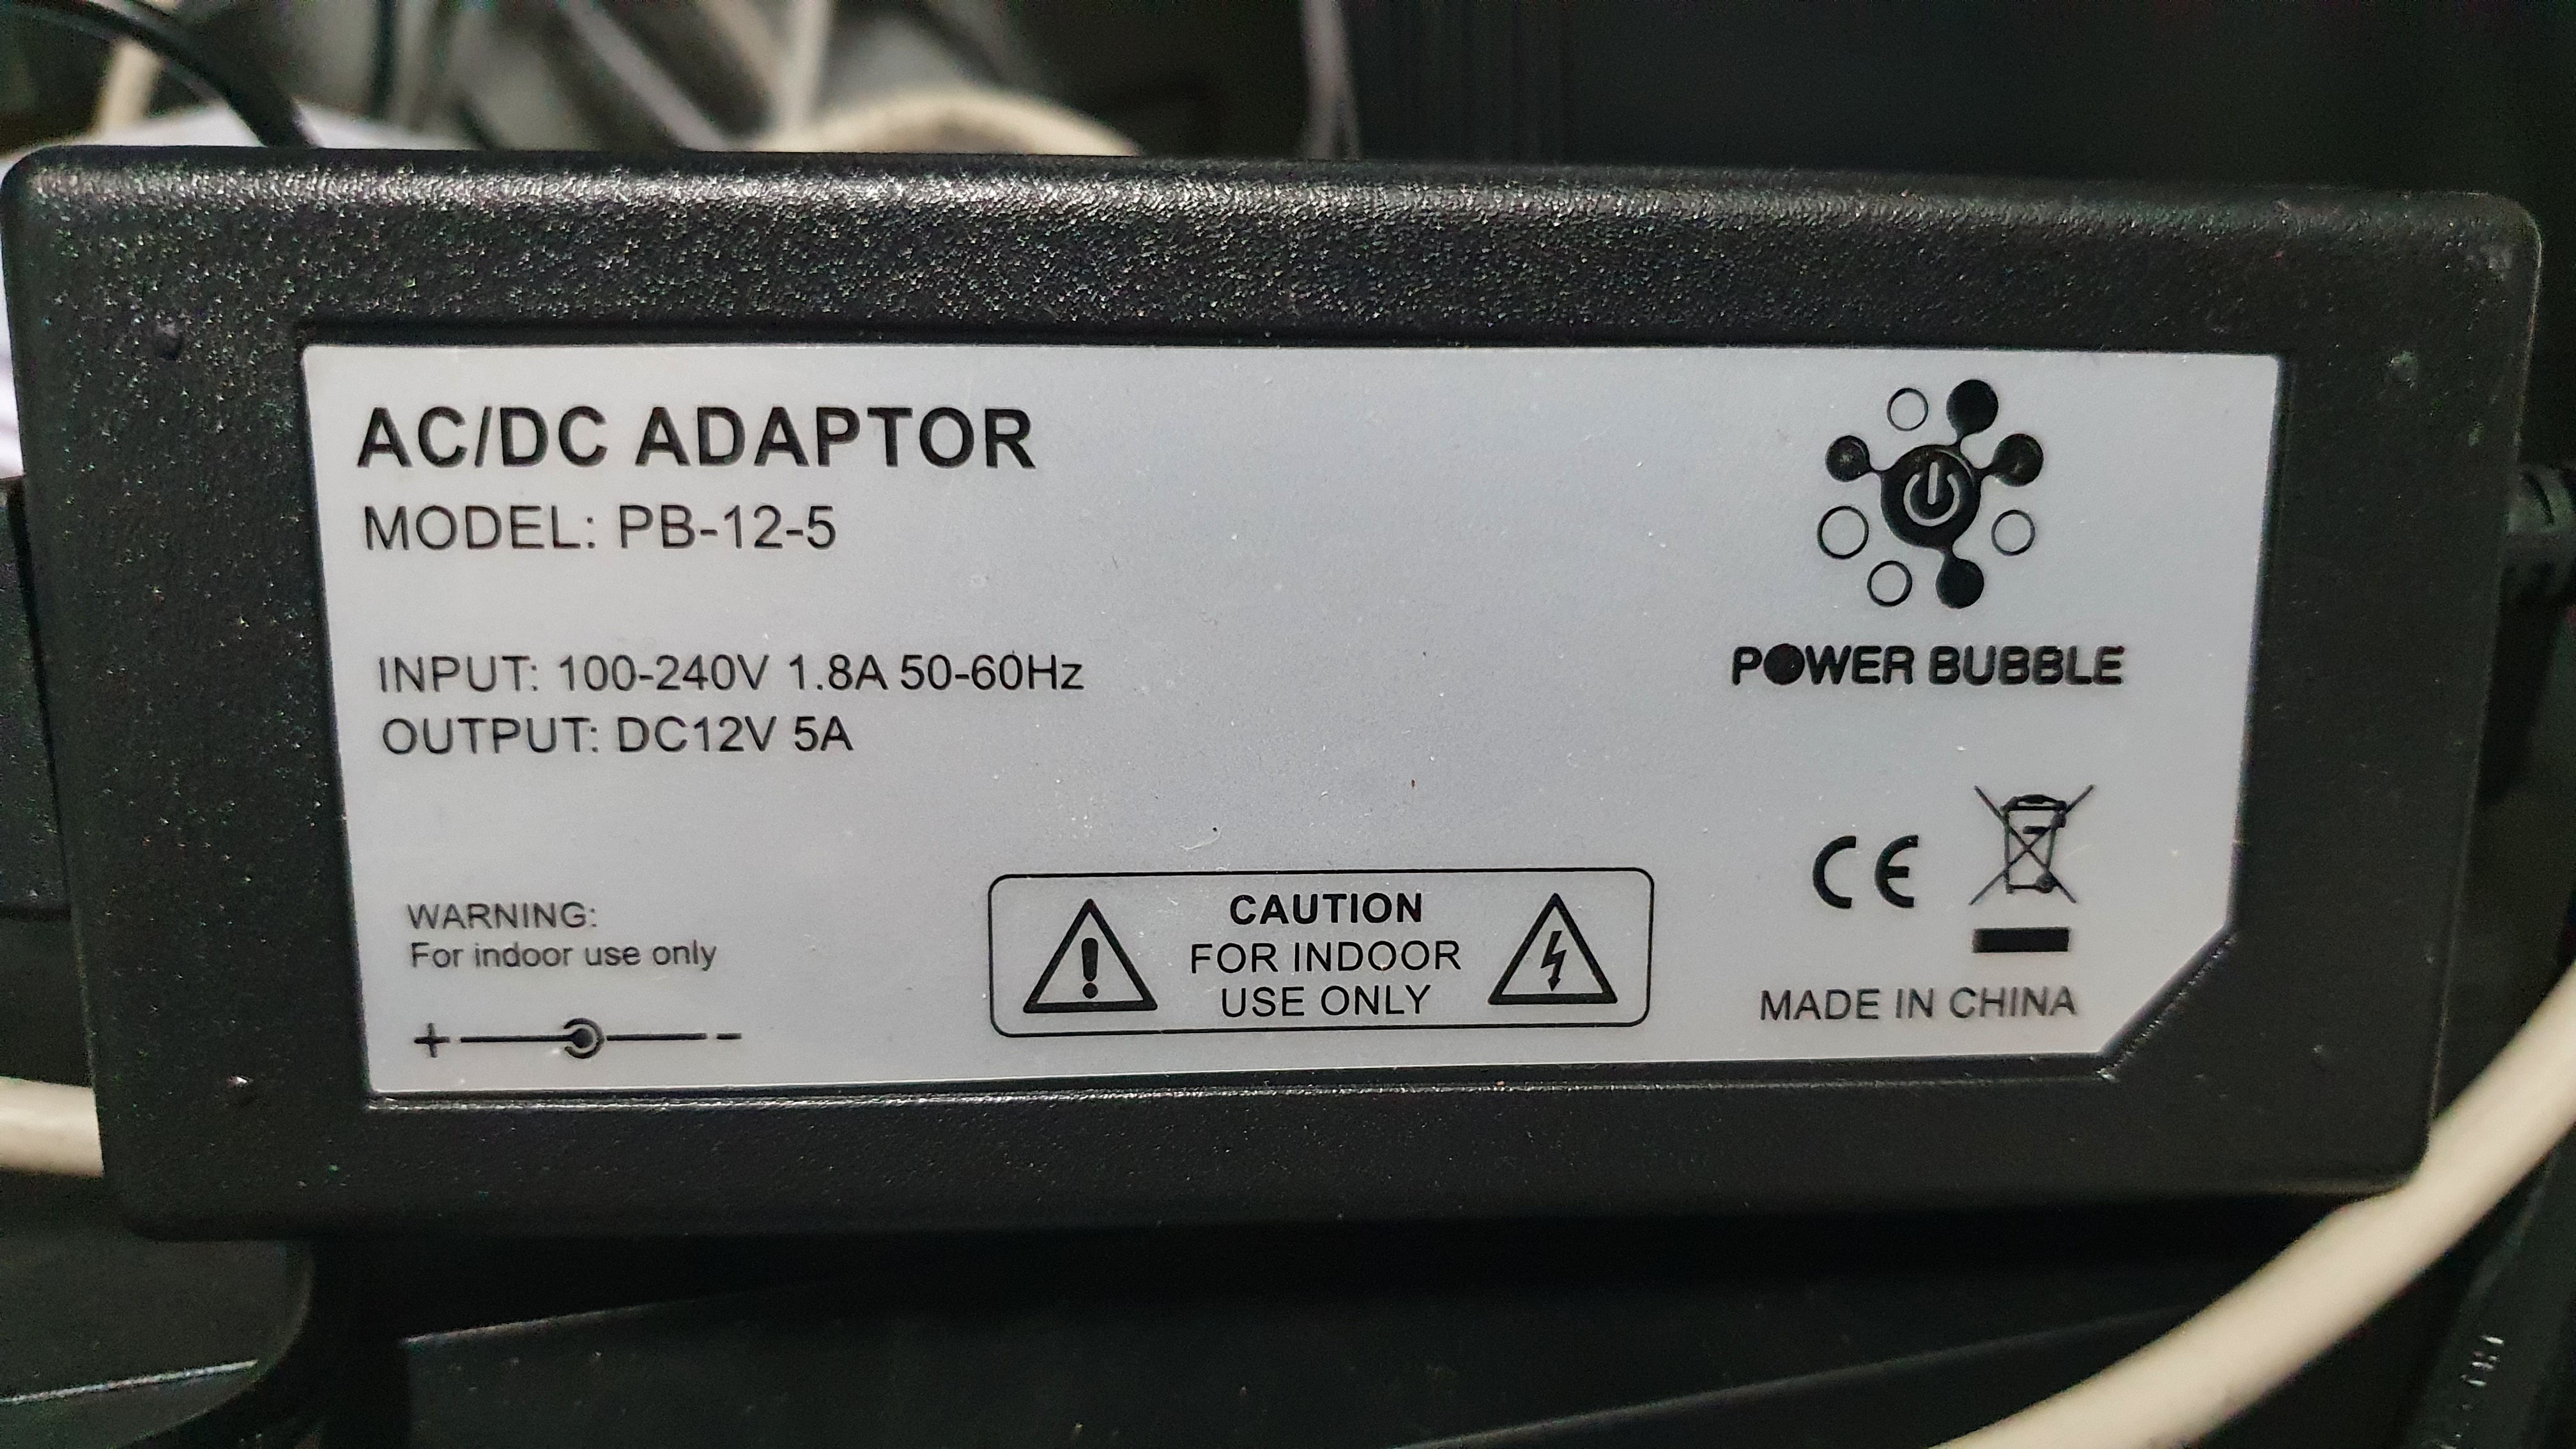 AC/DC ADAPTOR
MODEL: PB-12-5
INPUT: 100-240V 1.8A 50-60Hz
OUTPUT: DC12V 5A
WARNING:
For indoor use only
+ -
CAUTION
FOR INDOOR
USE ONLY
POWER BUBBLE
CE
MADE IN CHINA